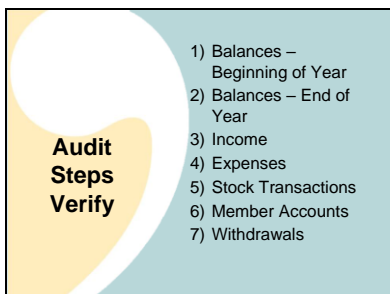 Audit
Steps
Verify
1) Balances –
Beginning of Year
2) Balances – End of
Year
3) Income
4) Expenses
5) Stock Transactions
6) Member Accounts
7) Withdrawals